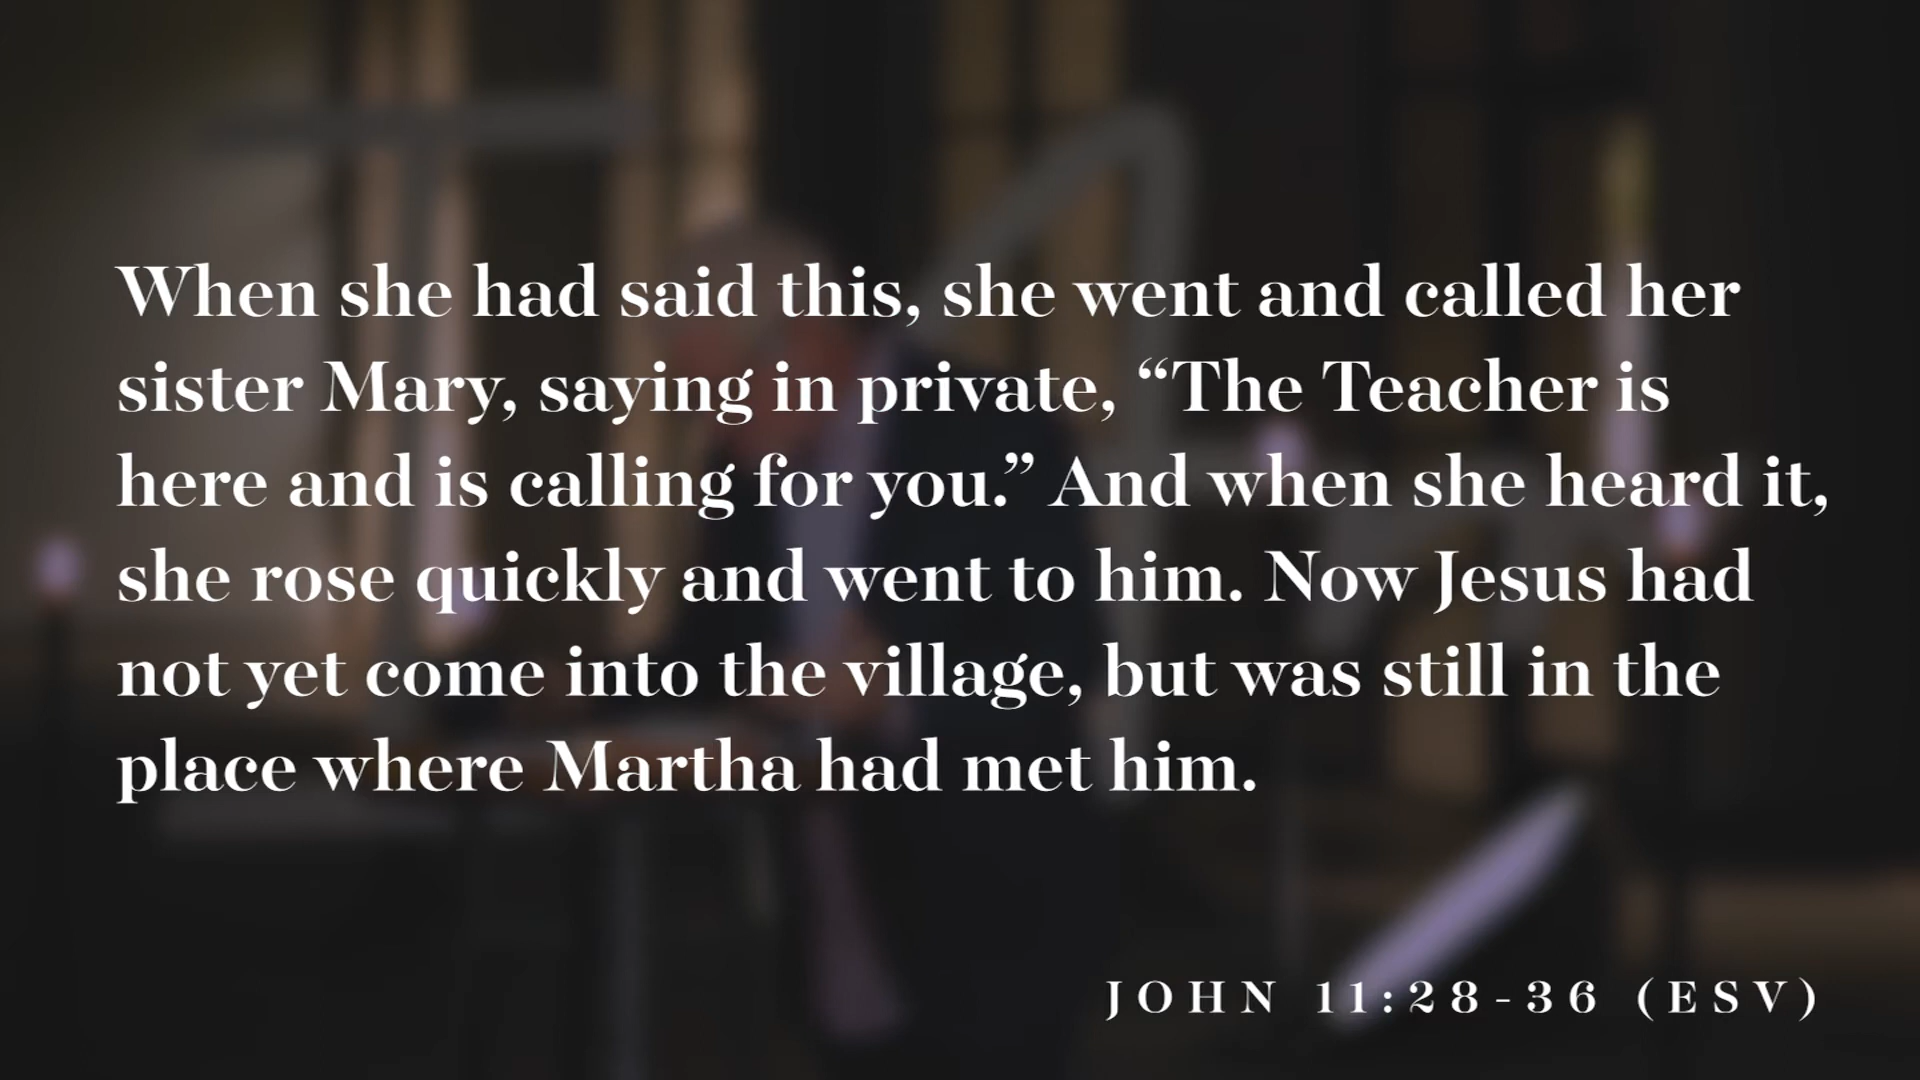 When she had said this, she went and called her
sister Mary, saying in private, “The Teacher is
here and is calling for you.” And when she heard it,
she rose quickly and went to him. Now Jesus had
not yet come into the village, but was still in the
place where Martha had met him.
JOHN 11:28-36 (ESV)